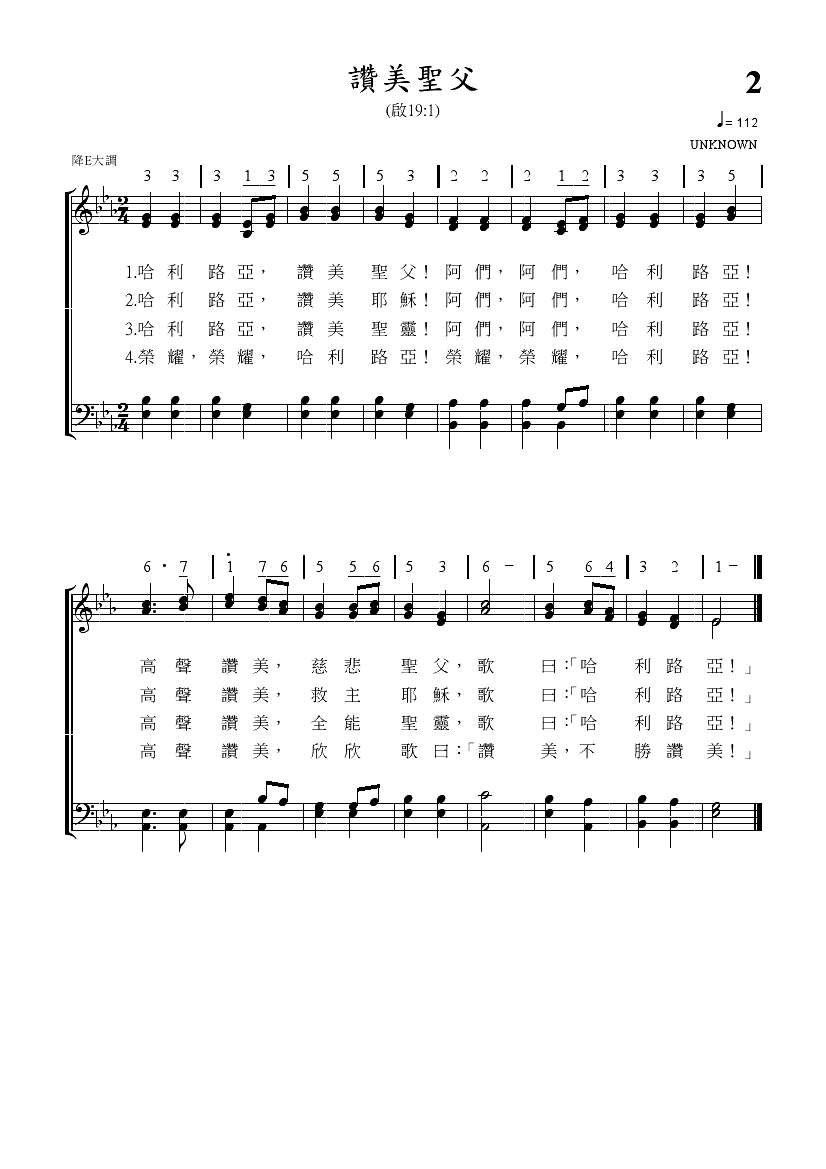 讚美聖父
2
(啟19:1)
♩= 112
UNKNOWN
降E大調
3 3 | 3 1 3 | 5 5 | 5 3 | 2 2 | 2 1 2 | 3 3 | 3 5 |
2 4
1.哈利路亞，讚美聖父！阿們，阿們，哈利路亞！
2.哈利路亞，讚美耶穌！阿們，阿們，哈利路亞！
3.哈利路亞，讚美聖靈！阿們，阿們，哈利路亞！
4.榮耀，榮耀，哈利路亞！榮耀，榮耀，哈利路亞！
2 4
6 · 7 | 1̇ 7 6 | 5 5 6 | 5 3 | 6 – | 5 6 4 | 3 2 | 1 – |
高聲讚美，慈悲聖父，歌曰：「哈利路亞！」
高聲讚美，救主耶穌，歌曰：「哈利路亞！」
高聲讚美，全能聖靈，歌曰：「哈利路亞！」
高聲讚美，欣欣歌曰：「讚美，不勝讚美！」